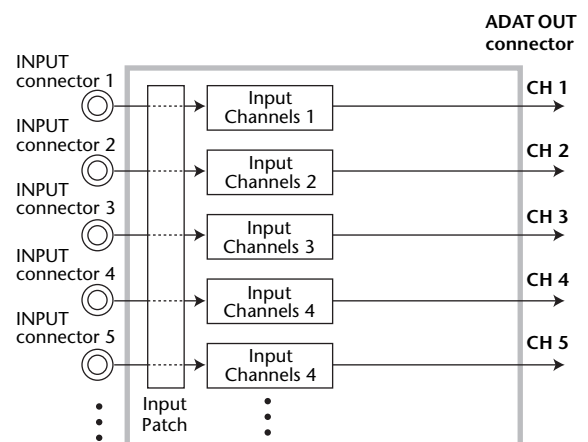 ADAT OUT
connector
INPUT
connector 1
Input
Channels 1
CH 1
INPUT
connector 2
Input
Channels 2
CH 2
INPUT
connector 3
Input
Channels 3
CH 3
INPUT
connector 4
Input
Channels 4
CH 4
INPUT
connector 5
Input
Channels 4
CH 5
Input
Patch